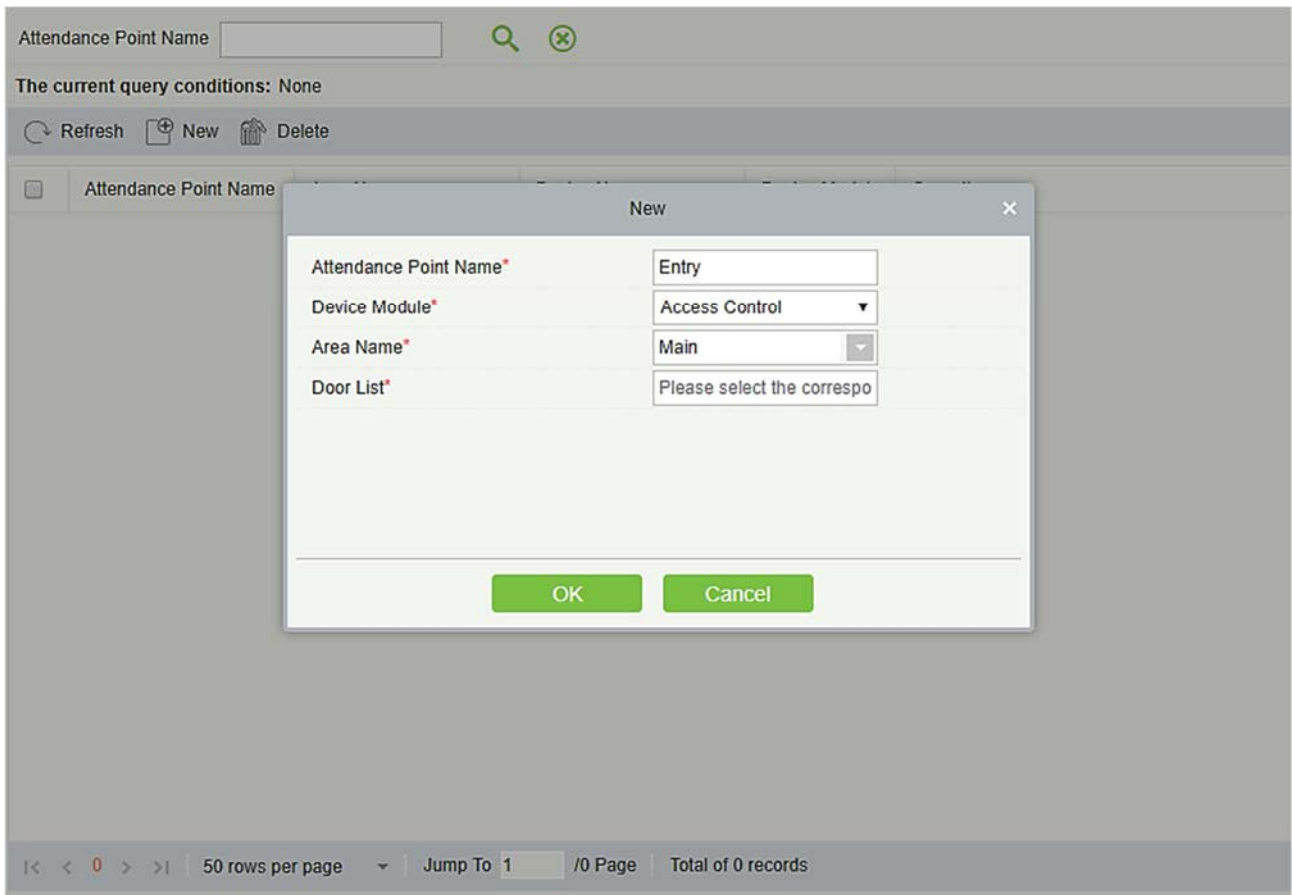 Attendance Point Name
The current query conditions: None
Refresh New Delete
Attendance Point Name
New
Attendance Point Name* Entry
Device Module* Access Control
Area Name* Main
Door List* Please select the correspo
OK Cancel
0 50 rows per page Jump To 1 /0 Page Total of 0 records